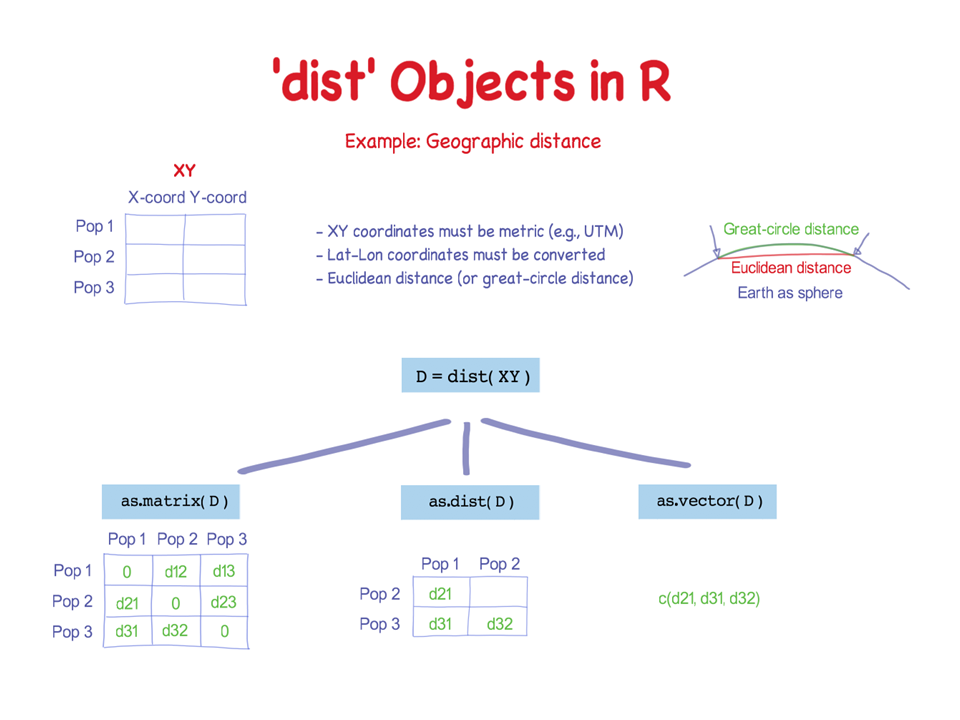 'dist' Objects in R
Example: Geographic distance
XY
X-coord Y-coord
Pop 1
Pop 2
Pop 3
- XY coordinates must be metric (e.g., UTM)
- Lat-Lon coordinates must be converted
- Euclidean distance (or great-circle distance)
Great-circle distance
Euclidean distance
Earth as sphere
D = dist( XY )
as.matrix( D )
Pop 1 Pop 2 Pop 3
Pop 1 0 d12 d13
Pop 2 d21 0 d23
Pop 3 d31 d32 0
as.dist( D )
Pop 1 Pop 2
Pop 2 d21
Pop 3 d31 d32
as.vector( D )
c(d21, d31, d32)